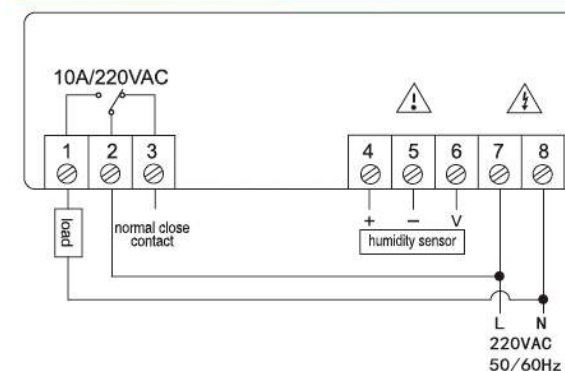 10A/220VAC
1 2 3 4 5 6 7 8
load
normal close
contact
+ − V
humidity sensor
L N
220VAC
50/60Hz